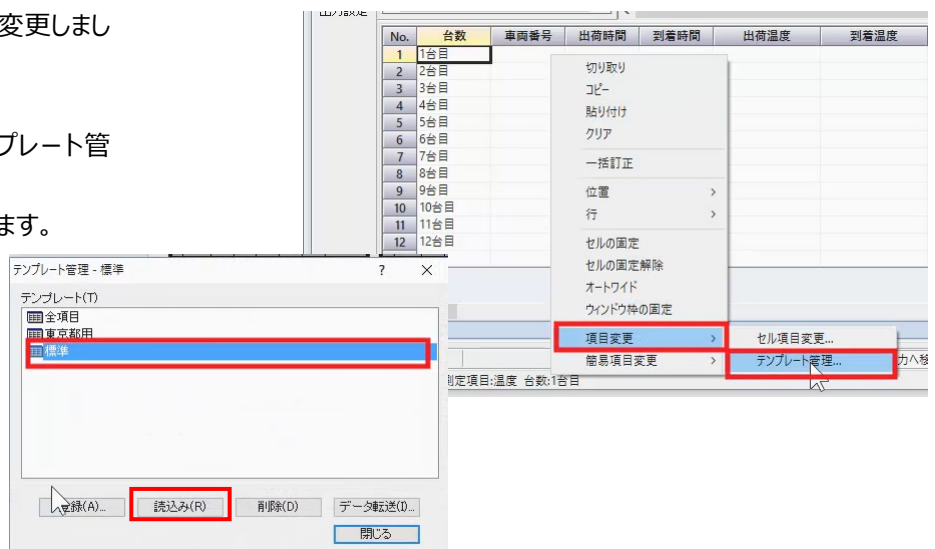 変更しまし
プレート管
ます。
出力設定
No. 台数 車両番号 出荷時間 到着時間 出荷温度 到着温度
1 1台目
2 2台目
3 3台目
4 4台目
5 5台目
6 6台目
7 7台目
8 8台目
9 9台目
10 10台目
11 11台目
12 12台目
切り取り
コピー
貼り付け
クリア
一括訂正
位置 >
行 >
セルの固定
セルの固定解除
オートワイド
ウィンドウ枠の固定
項目変更 >
簡易項目変更 >
セル項目変更...
テンプレート管理...
力へ移
測定項目:温度 台数:1台目
テンプレート管理 - 標準 ? ×
テンプレート(T)
全項目
東京都用
標準
登録(A)...
読込み(R)
削除(D)
データ転送(I)...
閉じる